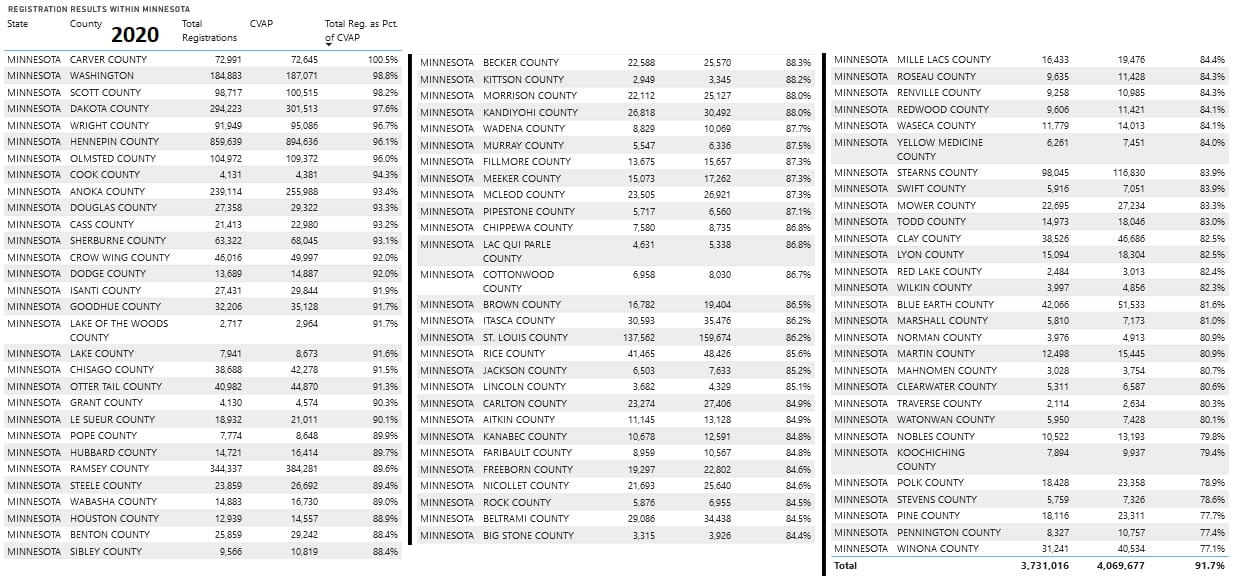 REGISTRATION RESULTS WITHIN MINNESOTA
State County 2020 Total Registrations CVAP Total Reg. as Pct. of CVAP
MINNESOTA CARVER COUNTY 72,991 72,645 100.5%
MINNESOTA WASHINGTON 184,883 187,071 98.8%
MINNESOTA SCOTT COUNTY 98,717 100,515 98.2%
MINNESOTA DAKOTA COUNTY 294,223 301,513 97.6%
MINNESOTA WRIGHT COUNTY 91,949 95,086 96.7%
MINNESOTA HENNEPIN COUNTY 859,639 894,636 96.1%
MINNESOTA OLMSTED COUNTY 104,972 109,372 96.0%
MINNESOTA COOK COUNTY 4,131 4,381 94.3%
MINNESOTA ANOKA COUNTY 239,114 255,988 93.4%
MINNESOTA DOUGLAS COUNTY 27,358 29,322 93.3%
MINNESOTA CASS COUNTY 21,413 22,980 93.2%
MINNESOTA SHERBURNE COUNTY 63,322 68,045 93.1%
MINNESOTA CROW WING COUNTY 46,016 49,997 92.0%
MINNESOTA DODGE COUNTY 13,689 14,887 92.0%
MINNESOTA ISANTI COUNTY 27,431 29,844 91.9%
MINNESOTA GOODHUE COUNTY 32,206 35,128 91.7%
MINNESOTA LAKE OF THE WOODS 2,717 2,964 91.7%
COUNTY
MINNESOTA LAKE COUNTY 7,941 8,673 91.6%
MINNESOTA CHISAGO COUNTY 38,688 42,278 91.5%
MINNESOTA OTTER TAIL COUNTY 40,982 44,870 91.3%
MINNESOTA GRANT COUNTY 4,130 4,574 90.3%
MINNESOTA LE SUEUR COUNTY 18,932 21,011 90.1%
MINNESOTA POPE COUNTY 7,774 8,648 89.9%
MINNESOTA HUBBARD COUNTY 14,721 16,414 89.7%
MINNESOTA RAMSEY COUNTY 344,337 384,281 89.6%
MINNESOTA STEELE COUNTY 23,859 26,692 89.4%
MINNESOTA WABASHA COUNTY 14,883 16,730 89.0%
MINNESOTA HOUSTON COUNTY 12,939 14,557 88.9%
MINNESOTA BENTON COUNTY 25,859 29,242 88.4%
MINNESOTA SIBLEY COUNTY 9,566 10,819 88.4%
MINNESOTA BECKER COUNTY 22,588 25,570 88.3%
MINNESOTA KITTSON COUNTY 2,949 3,345 88.2%
MINNESOTA MORRISON COUNTY 22,112 25,127 88.0%
MINNESOTA KANDIYOHI COUNTY 26,818 30,492 88.0%
MINNESOTA WADENA COUNTY 8,829 10,069 87.7%
MINNESOTA MURRAY COUNTY 5,547 6,336 87.5%
MINNESOTA FILLMORE COUNTY 13,675 15,657 87.3%
MINNESOTA MEEKER COUNTY 15,073 17,262 87.3%
MINNESOTA MCLEOD COUNTY 23,505 26,921 87.3%
MINNESOTA PIPESTONE COUNTY 5,717 6,560 87.1%
MINNESOTA CHIPPEWA COUNTY 7,580 8,735 86.8%
MINNESOTA LAC QUI PARLE 4,631 5,338 86.8%
COUNTY
MINNESOTA COTTONWOOD 6,958 8,030 86.7%
COUNTY
MINNESOTA BROWN COUNTY 16,782 19,404 86.5%
MINNESOTA ITASCA COUNTY 30,593 35,476 86.2%
MINNESOTA ST. LOUIS COUNTY 137,562 159,674 86.2%
MINNESOTA RICE COUNTY 41,465 48,426 85.6%
MINNESOTA JACKSON COUNTY 6,503 7,633 85.2%
MINNESOTA LINCOLN COUNTY 3,682 4,329 85.1%
MINNESOTA CARLTON COUNTY 23,274 27,406 84.9%
MINNESOTA AITKIN COUNTY 11,145 13,128 84.9%
MINNESOTA KANABEC COUNTY 10,678 12,591 84.8%
MINNESOTA FARIBAULT COUNTY 8,959 10,567 84.8%
MINNESOTA FREEBORN COUNTY 19,297 22,802 84.6%
MINNESOTA NICOLLET COUNTY 21,693 25,640 84.6%
MINNESOTA ROCK COUNTY 5,876 6,955 84.5%
MINNESOTA BELTRAMI COUNTY 29,086 34,438 84.5%
MINNESOTA BIG STONE COUNTY 3,315 3,926 84.4%
MINNESOTA MILLE LACS COUNTY 16,433 19,476 84.4%
MINNESOTA ROSEAU COUNTY 9,635 11,428 84.3%
MINNESOTA RENVILLE COUNTY 9,258 10,985 84.3%
MINNESOTA REDWOOD COUNTY 9,606 11,421 84.1%
MINNESOTA WASECA COUNTY 11,779 14,013 84.1%
MINNESOTA YELLOW MEDICINE 6,261 7,451 84.0%
COUNTY
MINNESOTA STEARNS COUNTY 98,045 116,830 83.9%
MINNESOTA SWIFT COUNTY 5,916 7,051 83.9%
MINNESOTA MOWER COUNTY 22,695 27,234 83.3%
MINNESOTA TODD COUNTY 14,973 18,046 83.0%
MINNESOTA CLAY COUNTY 38,526 46,686 82.5%
MINNESOTA LYON COUNTY 15,094 18,304 82.5%
MINNESOTA RED LAKE COUNTY 2,484 3,013 82.4%
MINNESOTA WILKIN COUNTY 3,997 4,856 82.3%
MINNESOTA BLUE EARTH COUNTY 42,066 51,533 81.6%
MINNESOTA MARSHALL COUNTY 5,810 7,173 81.0%
MINNESOTA NORMAN COUNTY 3,976 4,913 80.9%
MINNESOTA MARTIN COUNTY 12,498 15,445 80.9%
MINNESOTA MAHNOMEN COUNTY 3,028 3,754 80.7%
MINNESOTA CLEARWATER COUNTY 5,311 6,587 80.6%
MINNESOTA TRAVERSE COUNTY 2,114 2,634 80.3%
MINNESOTA WATONWAN COUNTY 5,950 7,428 80.1%
MINNESOTA NOBLES COUNTY 10,522 13,193 79.8%
MINNESOTA KOOCHICHING 7,894 9,937 79.4%
COUNTY
MINNESOTA POLK COUNTY 18,428 23,358 78.9%
MINNESOTA STEVENS COUNTY 5,759 7,326 78.6%
MINNESOTA PINE COUNTY 18,116 23,311 77.7%
MINNESOTA PENNINGTON COUNTY 8,327 10,757 77.4%
MINNESOTA WINONA COUNTY 31,241 40,534 77.1%
Total 3,731,016 4,069,677 91.7%